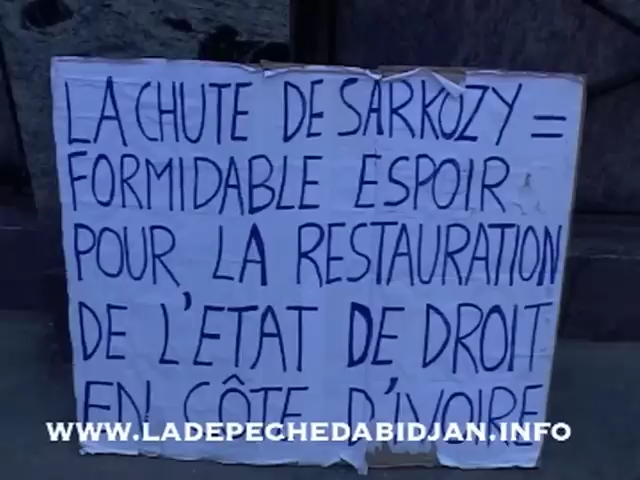 LA CHUTE DE SARKOZY =
FORMIDABLE ESPOIR
POUR LA RESTAURATION
DE L'ETAT DE DROIT
EN CÔTE D'IVOIRE
WWW.LADEPECHEDABIDJAN.INFO